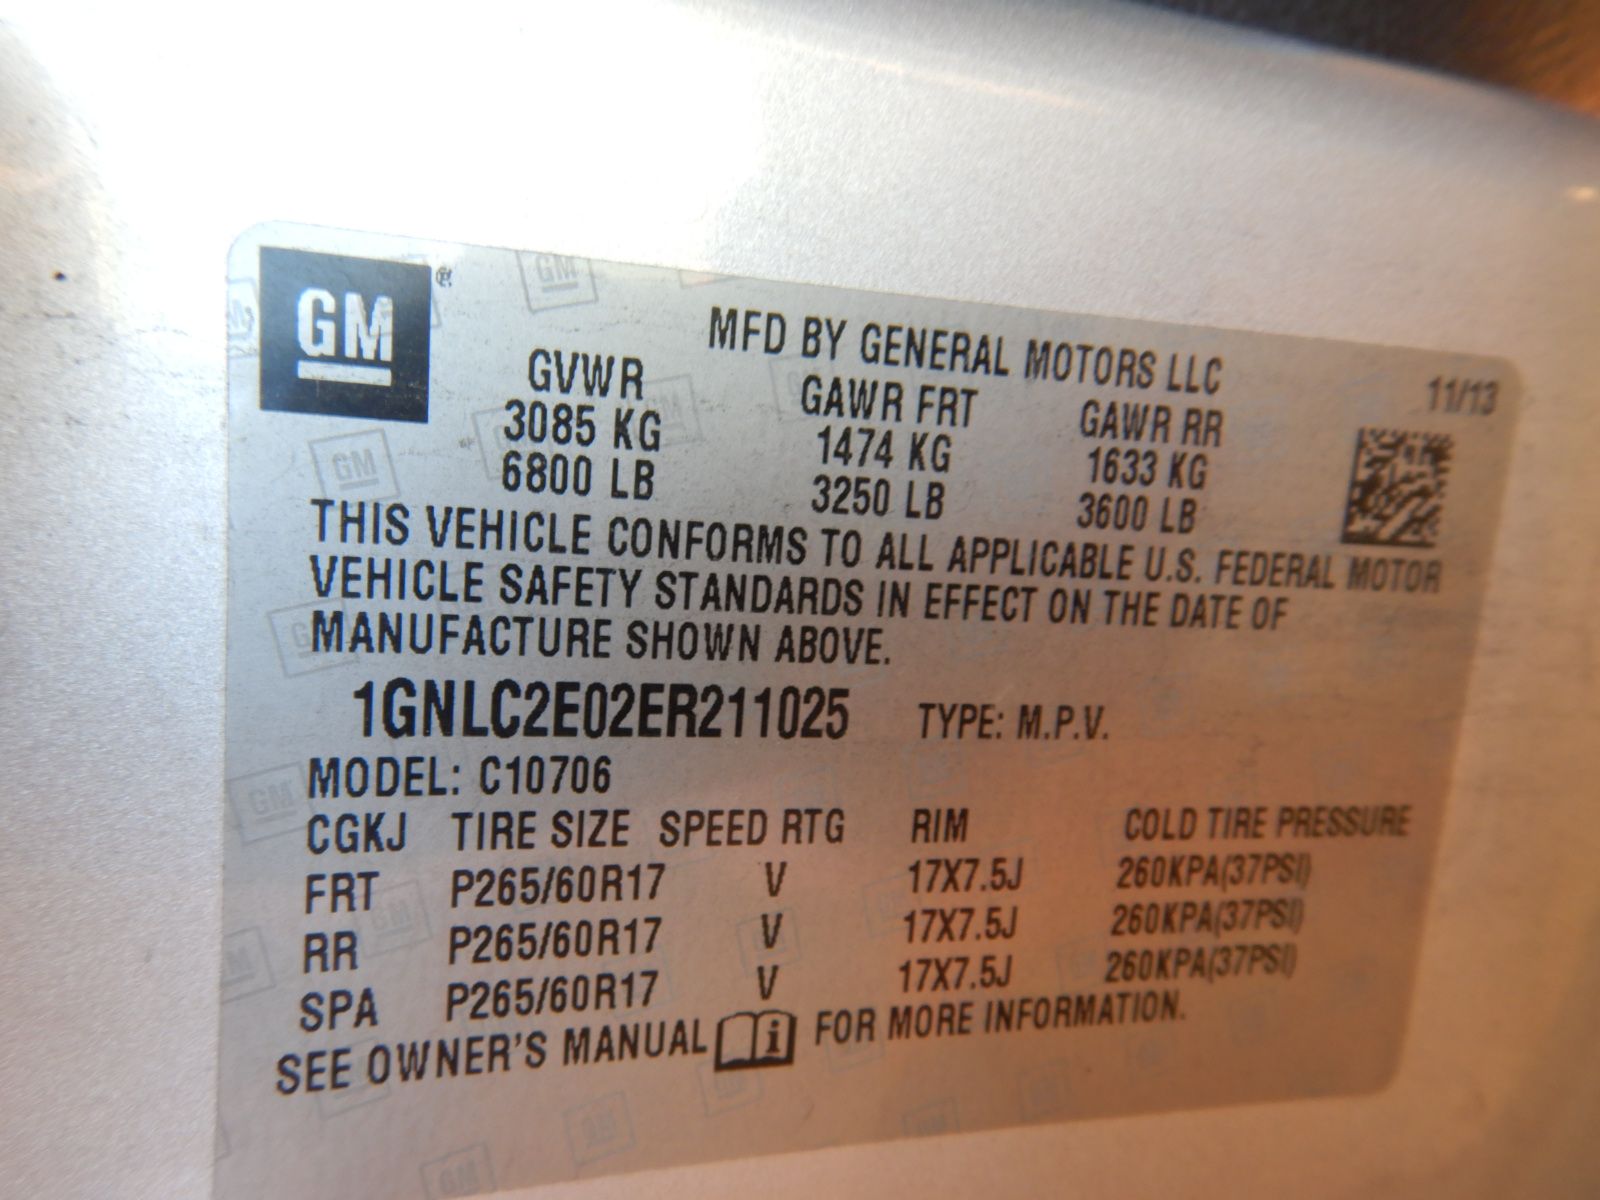 GM ®
MFD BY GENERAL MOTORS LLC
11/13
GVWR GAWR FRT GAWR RR
3085 KG 1474 KG 1633 KG
6800 LB 3250 LB 3600 LB
THIS VEHICLE CONFORMS TO ALL APPLICABLE U.S. FEDERAL MOTOR
VEHICLE SAFETY STANDARDS IN EFFECT ON THE DATE OF
MANUFACTURE SHOWN ABOVE.
1GNLC2E02ER211025 TYPE: M.P.V.
MODEL: C10706
CGKJ TIRE SIZE SPEED RTG RIM COLD TIRE PRESSURE
FRT P265/60R17 V 17X7.5J 260KPA(37PSI)
RR P265/60R17 V 17X7.5J 260KPA(37PSI)
SPA P265/60R17 V 17X7.5J 260KPA(37PSI)
SEE OWNER'S MANUAL i FOR MORE INFORMATION.